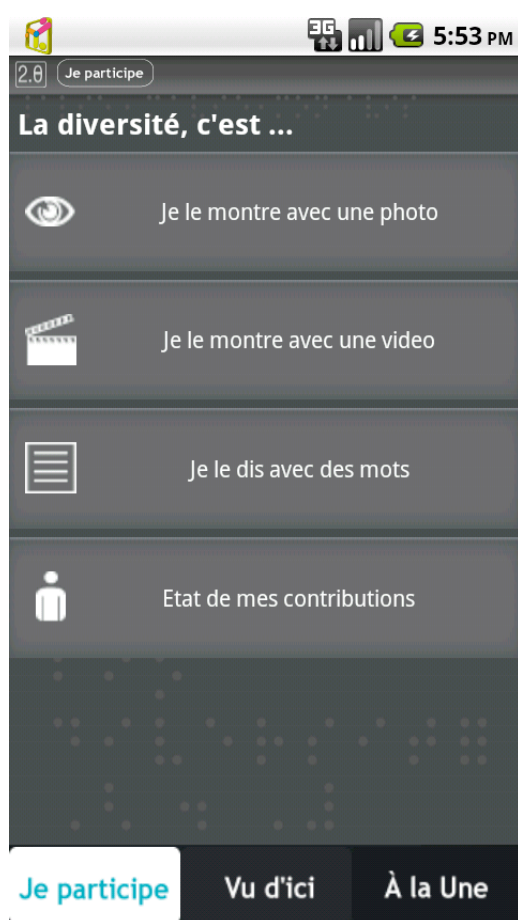 3G 5:53 PM
2.0 Je participe
La diversité, c'est ...
Je le montre avec une photo
Je le montre avec une video
Je le dis avec des mots
Etat de mes contributions
Je participe Vu d'ici À la Une